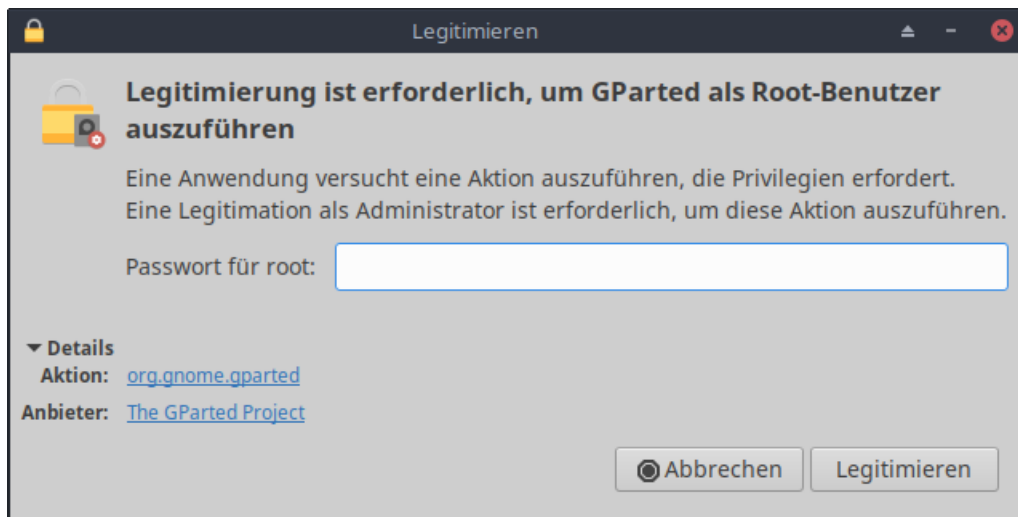 Legitimieren
Legitimierung ist erforderlich, um GParted als Root-Benutzer
auszuführen
Eine Anwendung versucht eine Aktion auszuführen, die Privilegien erfordert.
Eine Legitimation als Administrator ist erforderlich, um diese Aktion auszuführen.
Passwort für root:
Details
Aktion: org.gnome.gparted
Anbieter: The GParted Project
Abbrechen Legitimieren